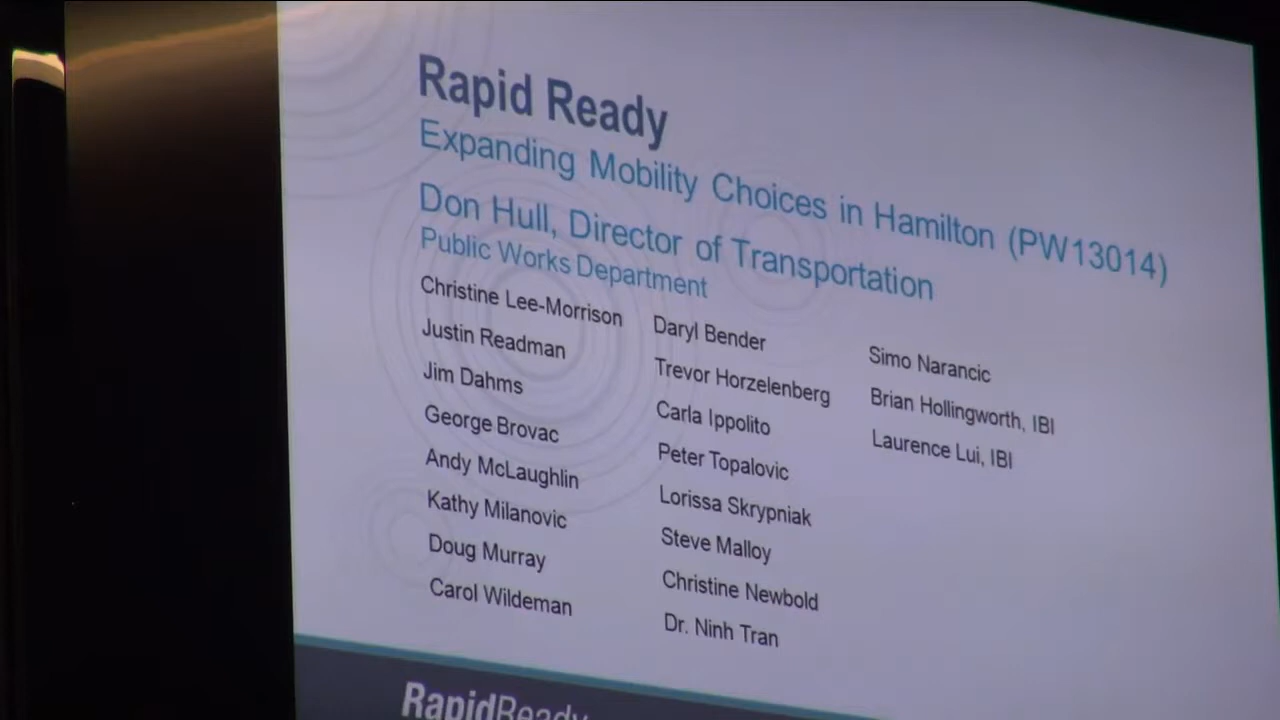 Rapid Ready
Expanding Mobility Choices in Hamilton (PW13014)
Don Hull, Director of Transportation
Public Works Department
Christine Lee-Morrison
Justin Readman
Jim Dahms
George Brovac
Andy McLaughlin
Kathy Milanovic
Doug Murray
Carol Wildeman
Daryl Bender
Trevor Horzelenberg
Carla Ippolito
Peter Topalovic
Lorissa Skrypniak
Steve Malloy
Christine Newbold
Dr. Ninh Tran
Simo Narancic
Brian Hollingworth, IBI
Laurence Lui, IBI
RapidReady